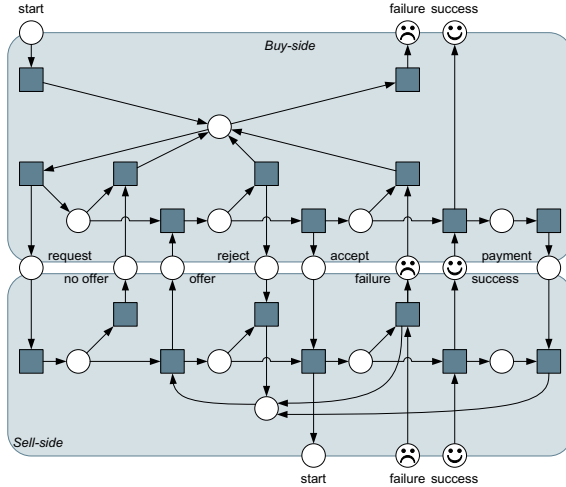 start
failure success
Buy-side
request
no offer
offer
reject
accept
failure
success
payment
Sell-side
start
failure success